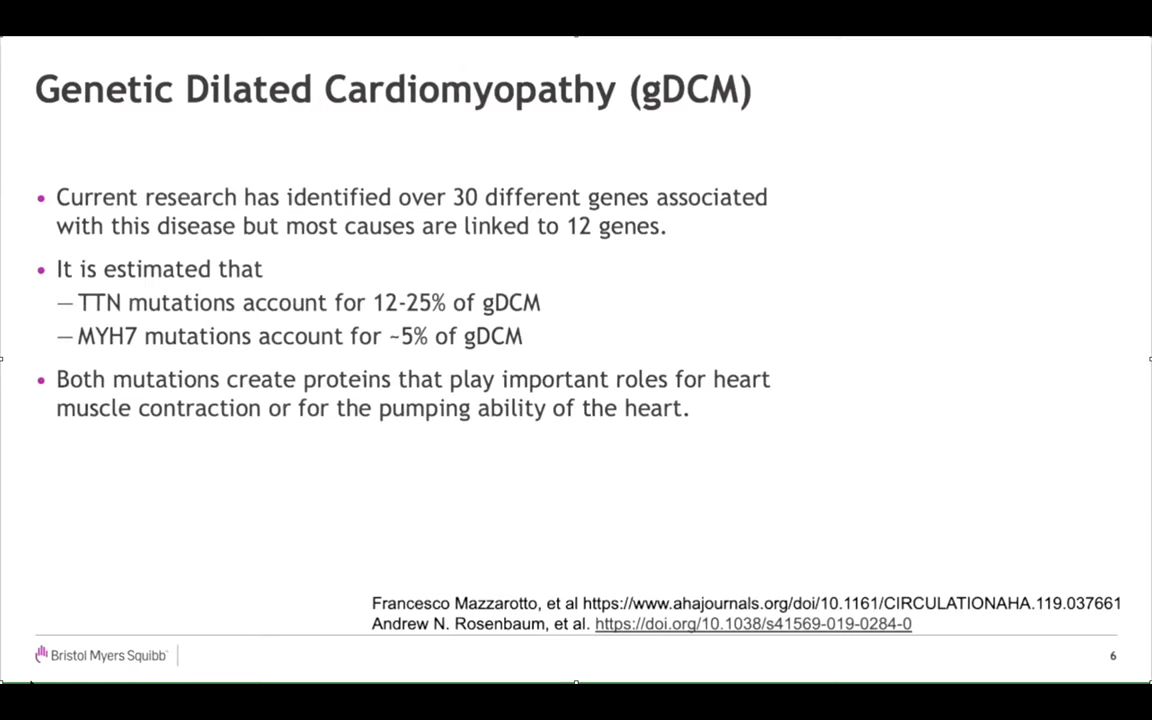 Genetic Dilated Cardiomyopathy (gDCM)
• Current research has identified over 30 different genes associated
with this disease but most causes are linked to 12 genes.
• It is estimated that
— TTN mutations account for 12-25% of gDCM
— MYH7 mutations account for ~5% of gDCM
• Both mutations create proteins that play important roles for heart
muscle contraction or for the pumping ability of the heart.
Francesco Mazzarotto, et al https://www.ahajournals.org/doi/10.1161/CIRCULATIONAHA.119.037661
Andrew N. Rosenbaum, et al. https://doi.org/10.1038/s41569-019-0284-0
Bristol Myers Squibb
6